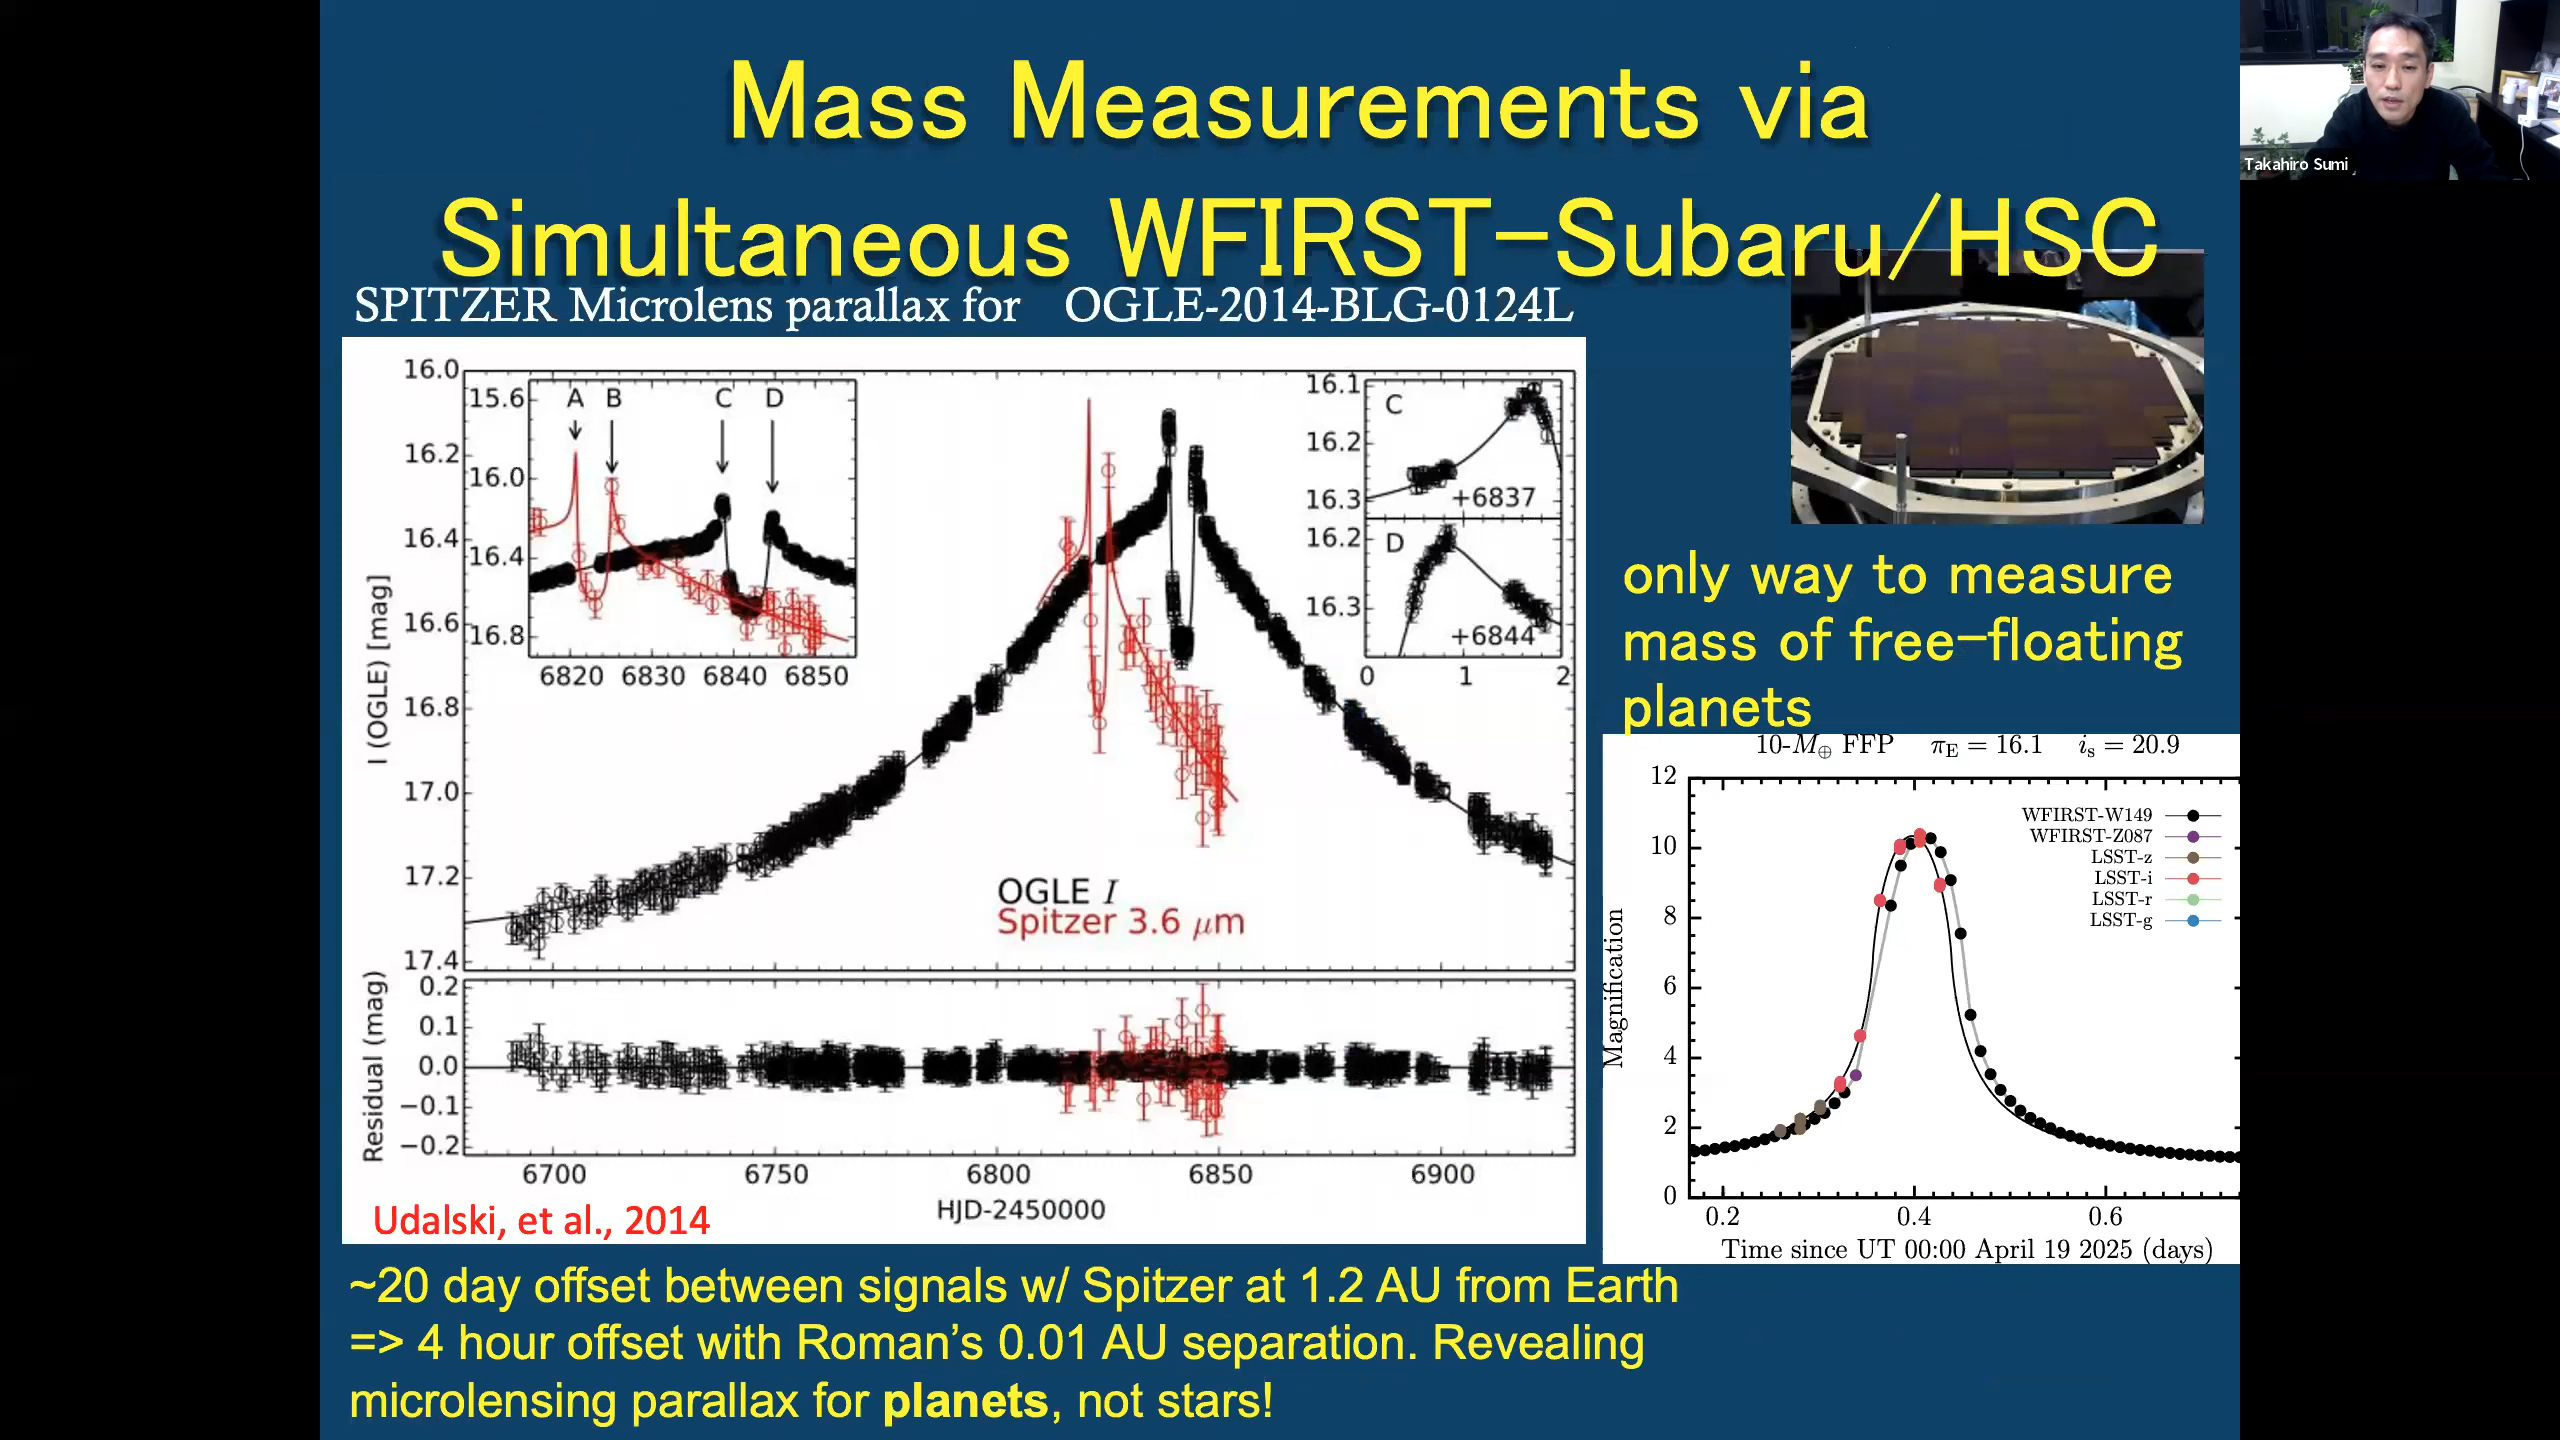 Mass Measurements via
Simultaneous WFIRST-Subaru/HSC
Takahiro Sumi
SPITZER Microlens parallax for OGLE-2014-BLG-0124L
I (OGLE) [mag]
16.0
16.2
16.4
16.6
16.8
17.0
17.2
17.4
A B C D
15.6
16.0
16.4
16.8
6820 6830 6840 6850
16.1
16.2
16.3
C
+6837
16.2
16.3
D
+6844
0 1 2
OGLE I
Spitzer 3.6 μm
Residual (mag)
0.2
0.1
0.0
−0.1
−0.2
6700 6750 6800 6850 6900
HJD-2450000
Udalski, et al., 2014
only way to measure
mass of free-floating
planets
10-M⊕ FFP πE = 16.1 is = 20.9
Magnification
12
10
8
6
4
2
0
WFIRST-W149
WFIRST-Z087
LSST-z
LSST-i
LSST-r
LSST-g
0.2 0.4 0.6
Time since UT 00:00 April 19 2025 (days)
~20 day offset between signals w/ Spitzer at 1.2 AU from Earth
=> 4 hour offset with Roman’s 0.01 AU separation. Revealing
microlensing parallax for planets, not stars!